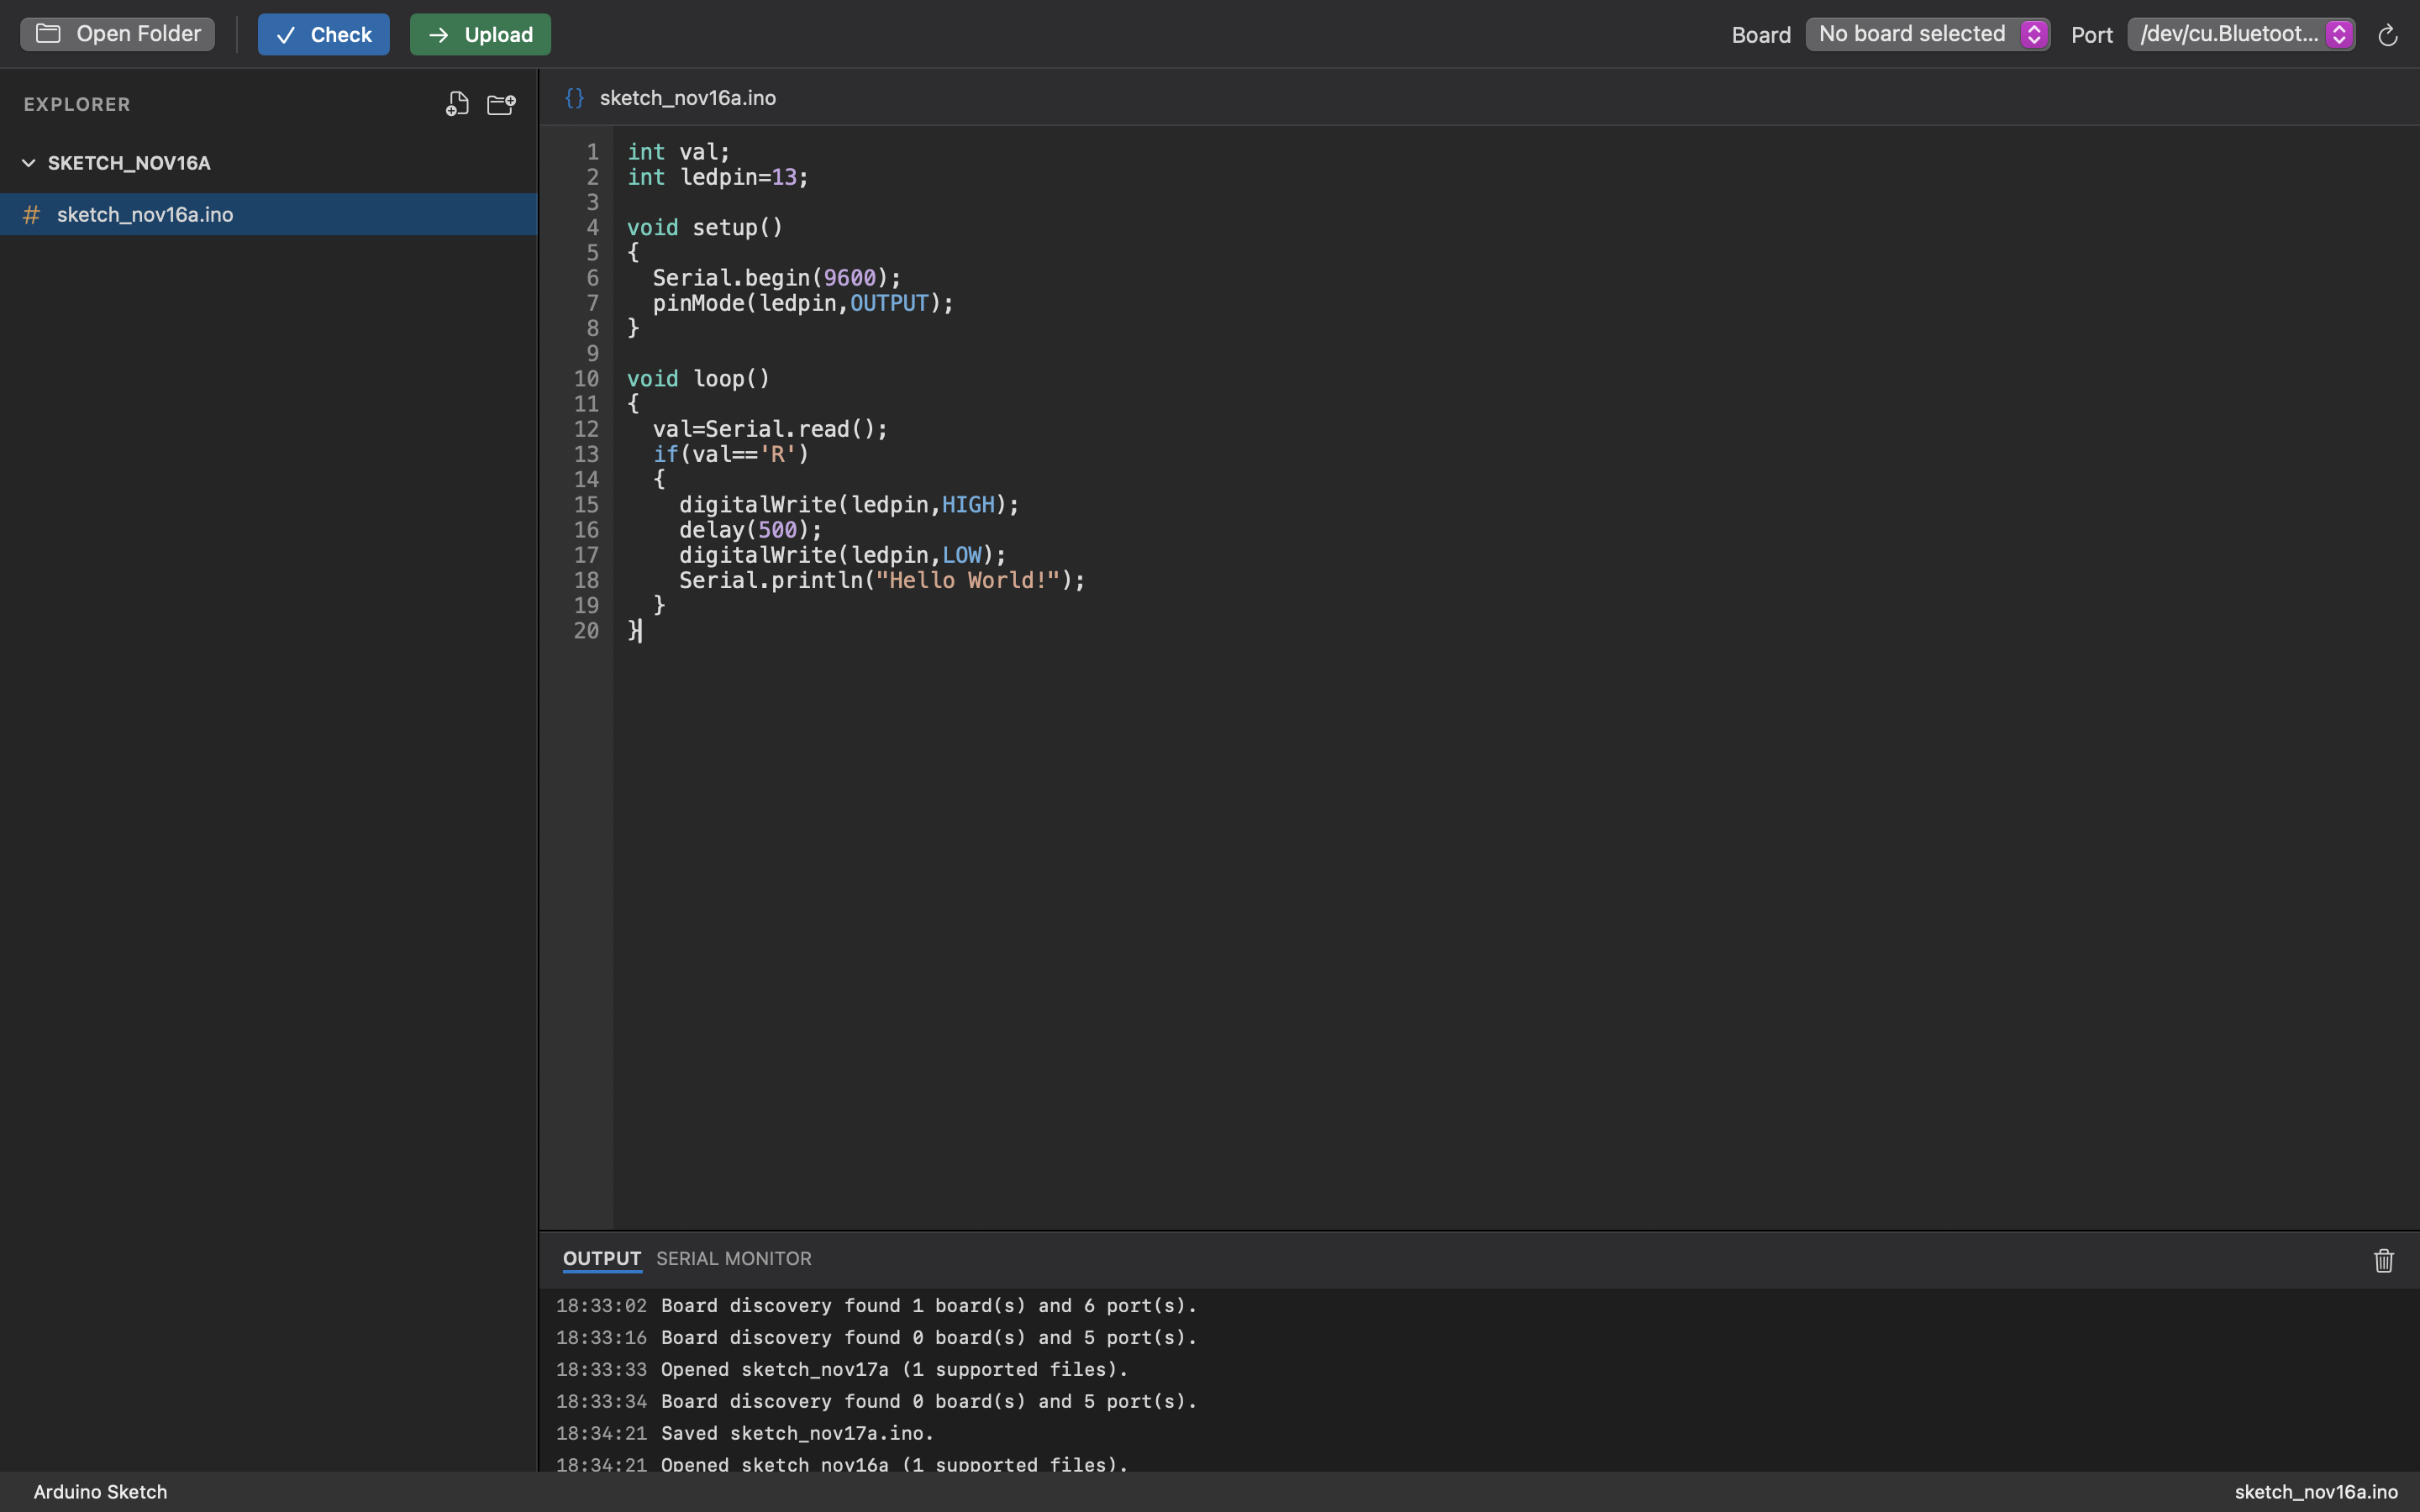 Open Folder Check Upload Board No board selected Port /dev/cu.Bluetoot...
EXPLORER
SKETCH_NOV16A
# sketch_nov16a.ino
{} sketch_nov16a.ino
1 int val;
2 int ledpin=13;
3
4 void setup()
5 {
6   Serial.begin(9600);
7   pinMode(ledpin,OUTPUT);
8 }
9
10 void loop()
11 {
12   val=Serial.read();
13   if(val=='R')
14   {
15     digitalWrite(ledpin,HIGH);
16     delay(500);
17     digitalWrite(ledpin,LOW);
18     Serial.println("Hello World!");
19   }
20 }
OUTPUT SERIAL MONITOR
18:33:02 Board discovery found 1 board(s) and 6 port(s).
18:33:16 Board discovery found 0 board(s) and 5 port(s).
18:33:33 Opened sketch_nov17a (1 supported files).
18:33:34 Board discovery found 0 board(s) and 5 port(s).
18:34:21 Saved sketch_nov17a.ino.
18:34:21 Opened sketch_nov16a (1 supported files).
Arduino Sketch sketch_nov16a.ino